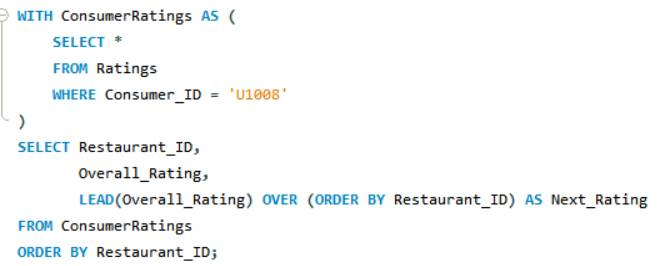 WITH ConsumerRatings AS (
SELECT *
FROM Ratings
WHERE Consumer_ID = 'U1008'
)
SELECT Restaurant_ID,
Overall_Rating,
LEAD(Overall_Rating) OVER (ORDER BY Restaurant_ID) AS Next_Rating
FROM ConsumerRatings
ORDER BY Restaurant_ID;